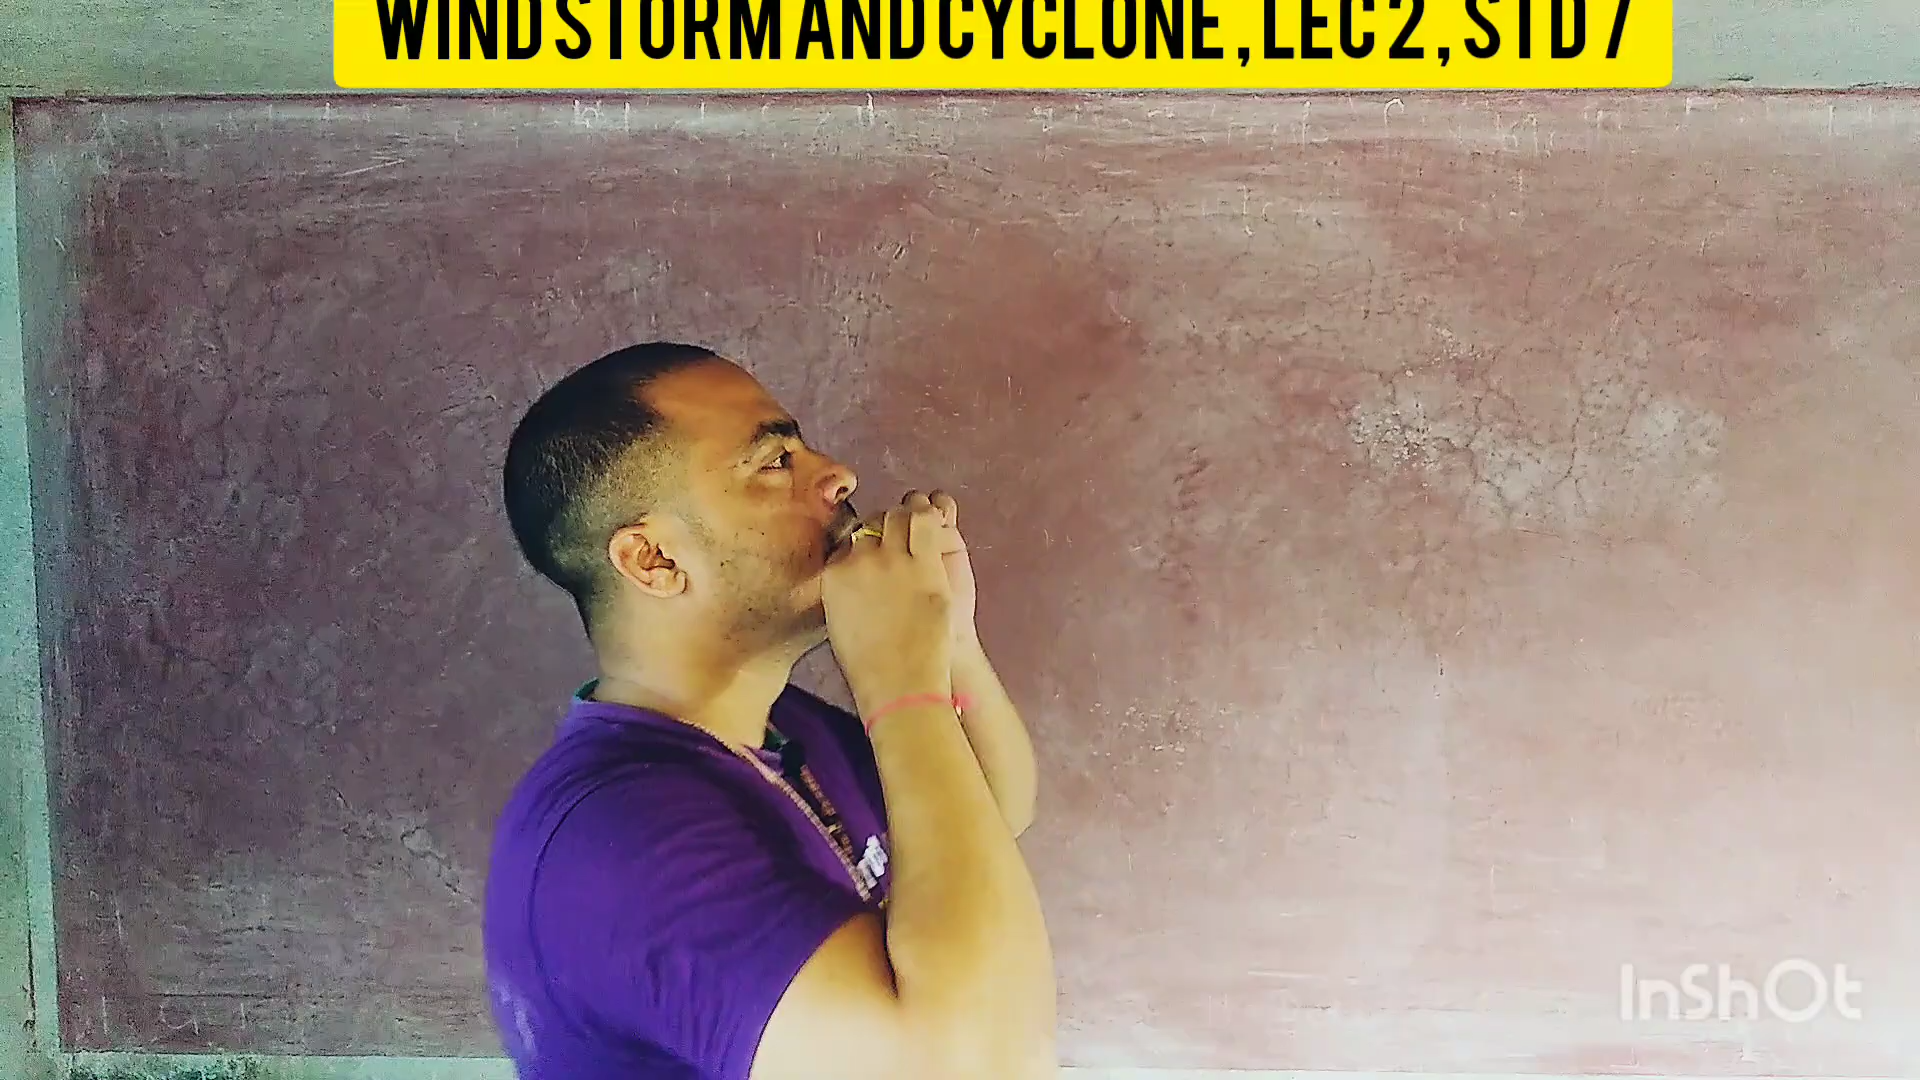 WIND STORM AND CYCLONE , LEC 2 , STD 7
InShOt